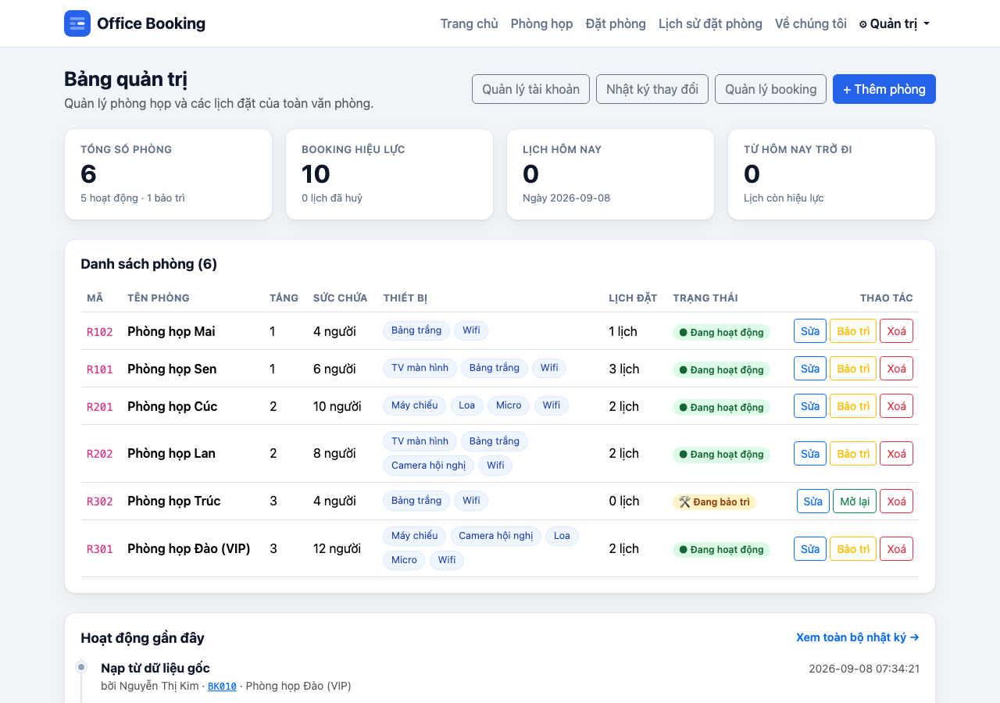 Office Booking
Trang chủ Phòng họp Đặt phòng Lịch sử đặt phòng Về chúng tôi ⚙ Quản trị
Bảng quản trị
Quản lý phòng họp và các lịch đặt của toàn văn phòng.
Quản lý tài khoản Nhật ký thay đổi Quản lý booking + Thêm phòng
TỔNG SỐ PHÒNG
6
5 hoạt động · 1 bảo trì
BOOKING HIỆU LỰC
10
0 lịch đã huỷ
LỊCH HÔM NAY
0
Ngày 2026-09-08
TỪ HÔM NAY TRỞ ĐI
0
Lịch còn hiệu lực
Danh sách phòng (6)
MÃ TÊN PHÒNG TẦNG SỨC CHỨA THIẾT BỊ LỊCH ĐẶT TRẠNG THÁI THAO TÁC
R102 Phòng họp Mai 1 4 người Bảng trắng Wifi 1 lịch ● Đang hoạt động Sửa Bảo trì Xoá
R101 Phòng họp Sen 1 6 người TV màn hình Bảng trắng Wifi 3 lịch ● Đang hoạt động Sửa Bảo trì Xoá
R201 Phòng họp Cúc 2 10 người Máy chiếu Loa Micro Wifi 2 lịch ● Đang hoạt động Sửa Bảo trì Xoá
R202 Phòng họp Lan 2 8 người TV màn hình Bảng trắng Camera hội nghị Wifi 2 lịch ● Đang hoạt động Sửa Bảo trì Xoá
R302 Phòng họp Trúc 3 4 người Bảng trắng Wifi 0 lịch 🛠 Đang bảo trì Sửa Mở lại Xoá
R301 Phòng họp Đào (VIP) 3 12 người Máy chiếu Camera hội nghị Loa Micro Wifi 2 lịch ● Đang hoạt động Sửa Bảo trì Xoá
Hoạt động gần đây
Xem toàn bộ nhật ký →
Nạp từ dữ liệu gốc 2026-09-08 07:34:21
bởi Nguyễn Thị Kim · BK010 · Phòng họp Đào (VIP)